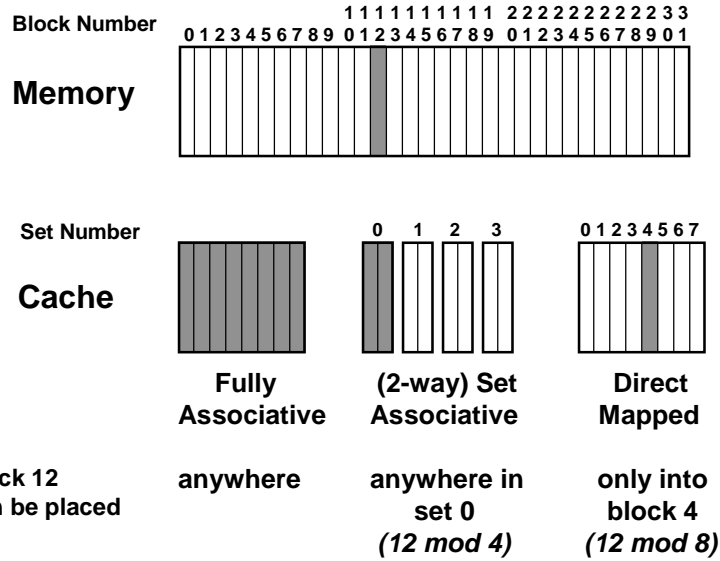 1 1 1 1 1 1 1 1 1 1 2 2 2 2 2 2 2 2 2 2 3 3
Block Number 0 1 2 3 4 5 6 7 8 9 0 1 2 3 4 5 6 7 8 9 0 1 2 3 4 5 6 7 8 9 0 1
Memory
Set Number 0 1 2 3 0 1 2 3 4 5 6 7
Cache
Fully (2-way) Set Direct
Associative Associative Mapped
ck 12 anywhere anywhere in only into
n be placed set 0 block 4
(12 mod 4) (12 mod 8)